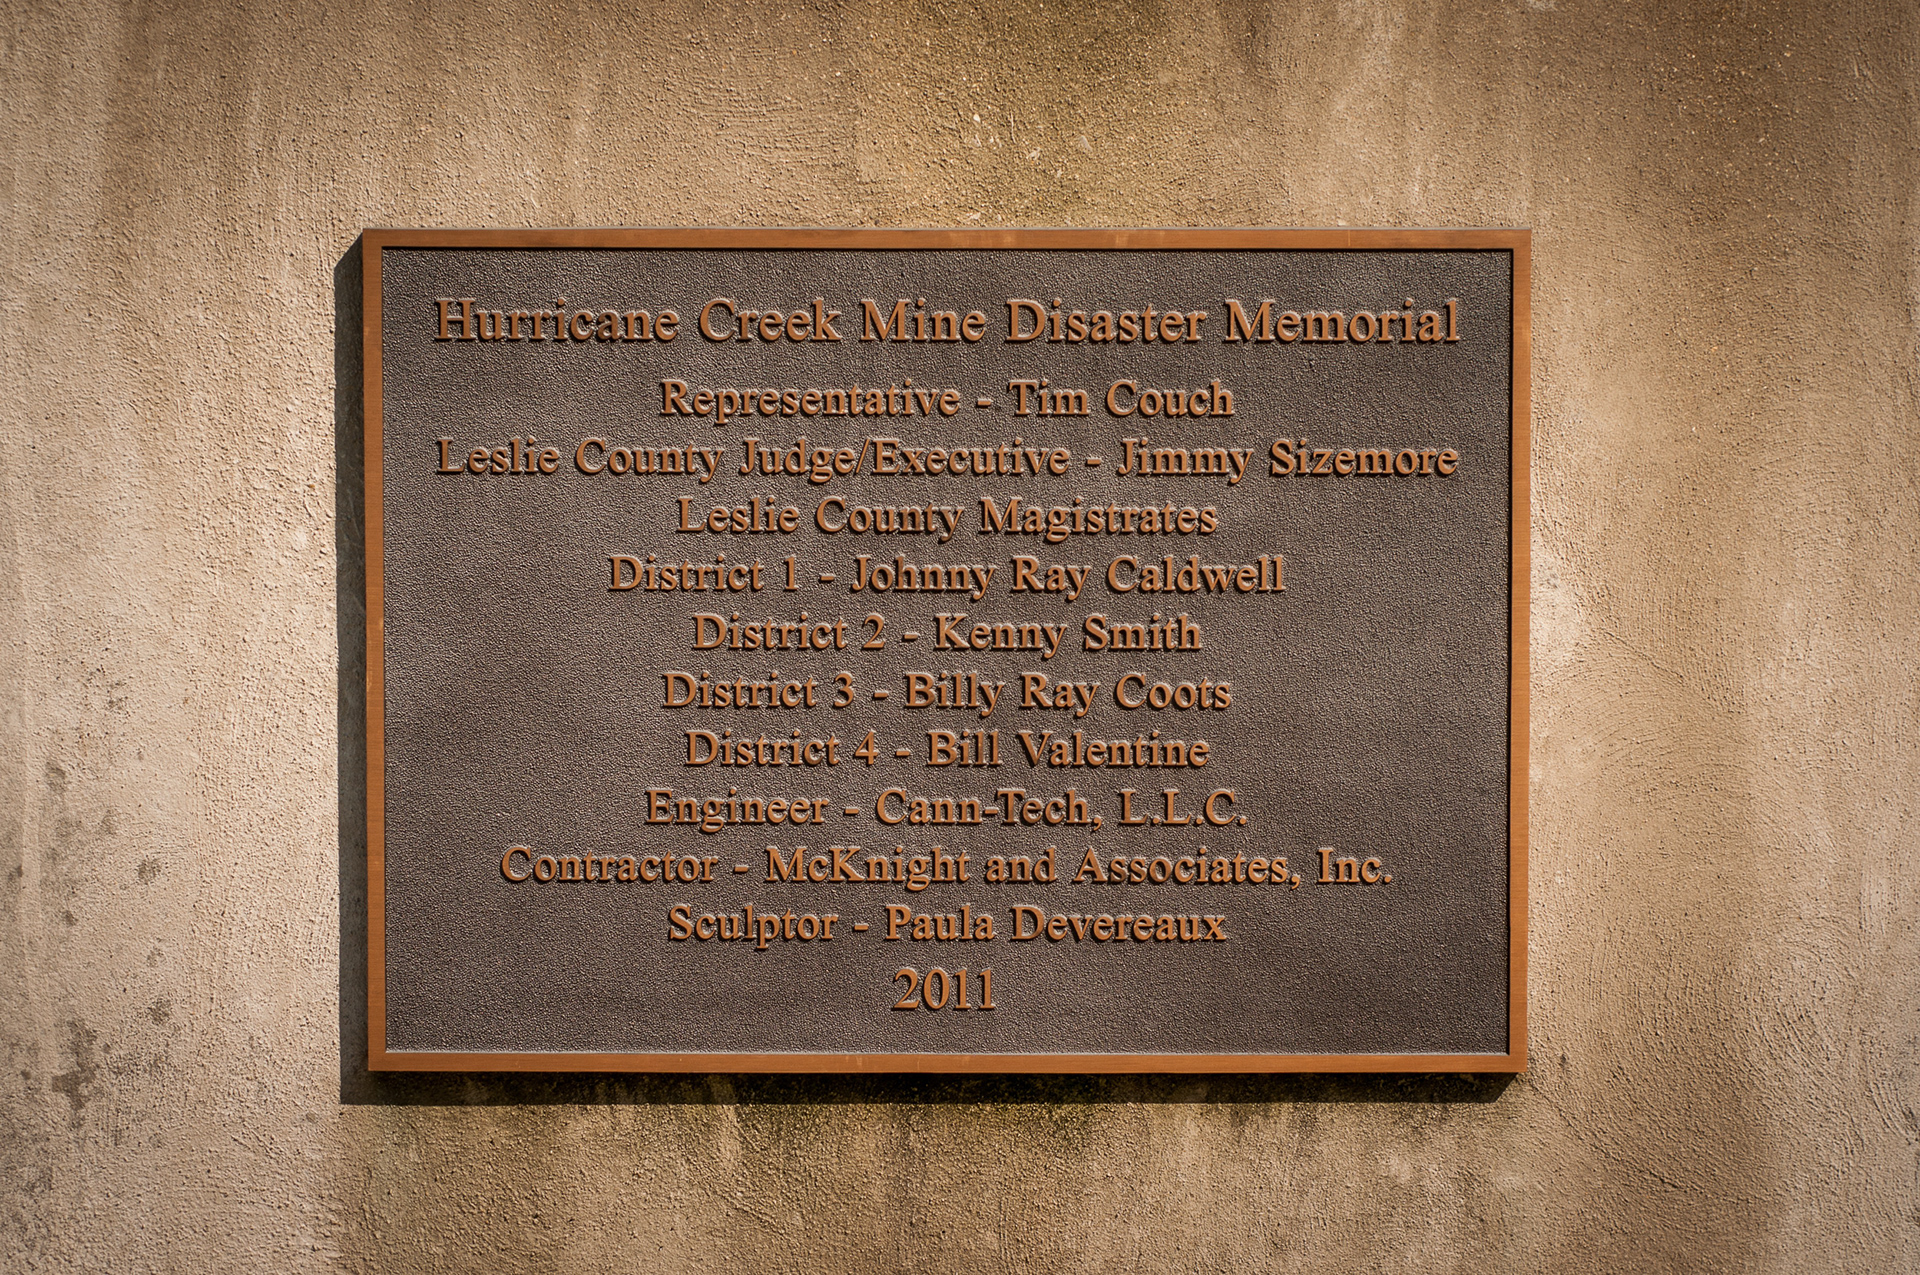 Hurricane Creek Mine Disaster Memorial
Representative - Tim Couch
Leslie County Judge/Executive - Jimmy Sizemore
Leslie County Magistrates
District 1 - Johnny Ray Caldwell
District 2 - Kenny Smith
District 3 - Billy Ray Coots
District 4 - Bill Valentine
Engineer - Cann-Tech, L.L.C.
Contractor - McKnight and Associates, Inc.
Sculptor - Paula Devereaux
2011